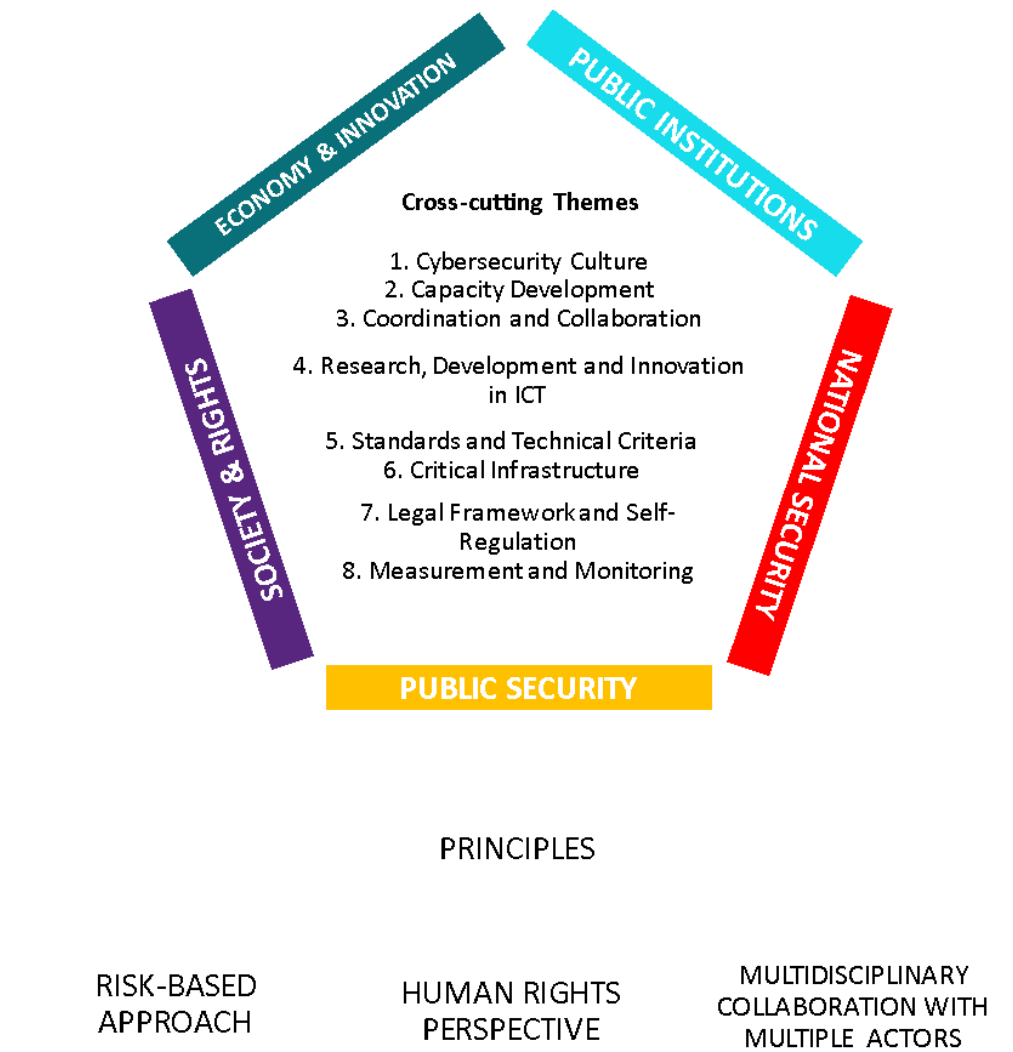 ECONOMY & INNOVATION
PUBLIC INSTITUTIONS
Cross-cutting Themes
1. Cybersecurity Culture
2. Capacity Development
3. Coordination and Collaboration
4. Research, Development and Innovation
in ICT
5. Standards and Technical Criteria
6. Critical Infrastructure
7. Legal Framework and Self-
Regulation
8. Measurement and Monitoring
SOCIETY & RIGHTS
NATIONAL SECURITY
PUBLIC SECURITY
PRINCIPLES
RISK-BASED
APPROACH
HUMAN RIGHTS
PERSPECTIVE
MULTIDISCIPLINARY
COLLABORATION WITH
MULTIPLE ACTORS